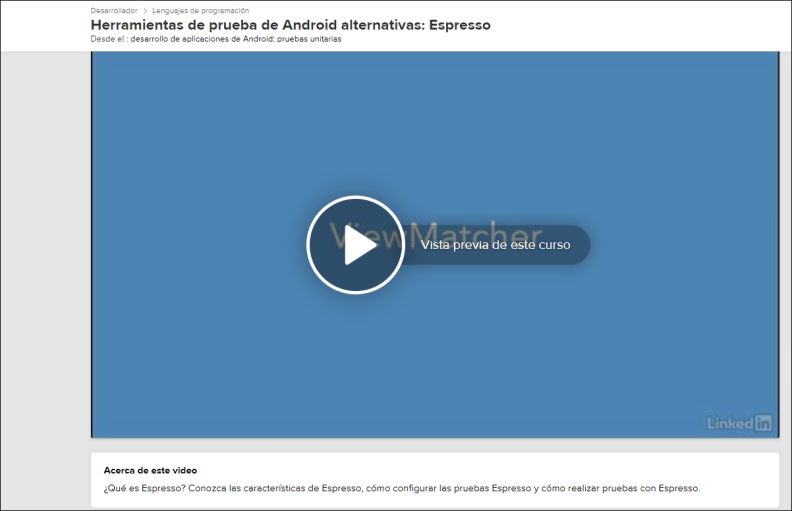 Desarrollador > Lenguajes de programación
Herramientas de prueba de Android alternativas: Espresso
Desde el : desarrollo de aplicaciones de Android: pruebas unitarias
ViewMatcher
Vista previa de este curso
Linked in
Acerca de este video
¿Qué es Espresso? Conozca las características de Espresso, cómo configurar las pruebas Espresso y cómo realizar pruebas con Espresso.